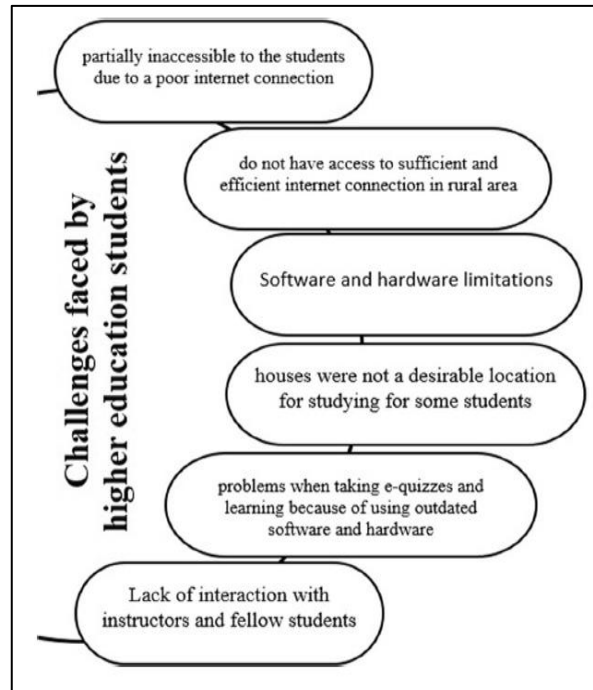 Challenges faced by
higher education students
partially inaccessible to the students
due to a poor internet connection
do not have access to sufficient and
efficient internet connection in rural area
Software and hardware limitations
houses were not a desirable location
for studying for some students
problems when taking e-quizzes and
learning because of using outdated
software and hardware
Lack of interaction with
instructors and fellow students